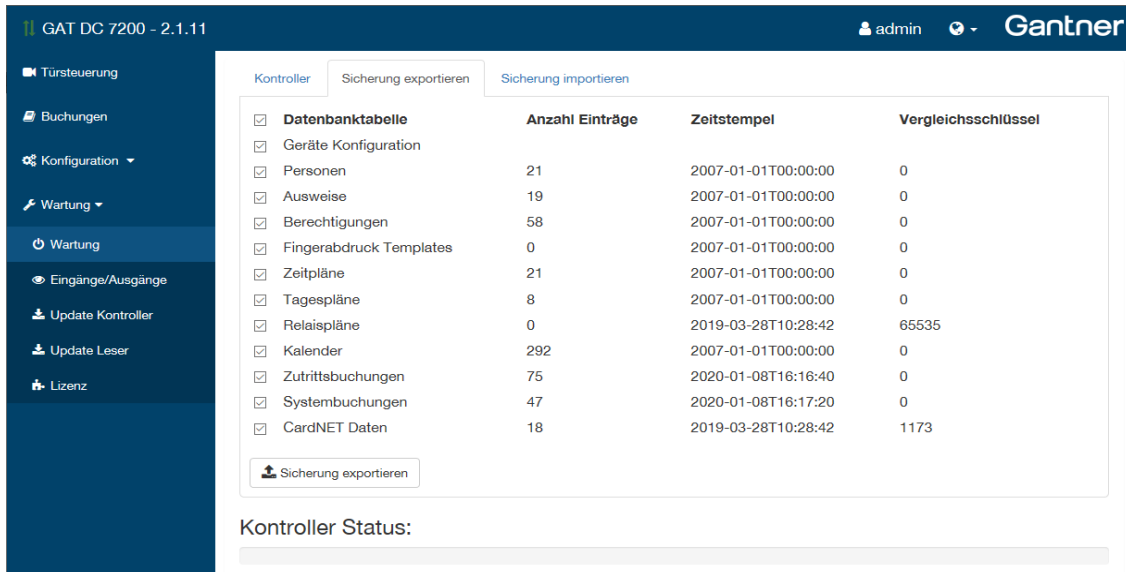 GAT DC 7200 - 2.1.11
admin
Gantner
Türsteuerung
Buchungen
Konfiguration
Wartung
Wartung
Eingänge/Ausgänge
Update Kontroller
Update Leser
Lizenz
Kontroller Sicherung exportieren Sicherung importieren
Datenbanktabelle Anzahl Einträge Zeitstempel Vergleichsschlüssel
Geräte Konfiguration
Personen 21 2007-01-01T00:00:00 0
Ausweise 19 2007-01-01T00:00:00 0
Berechtigungen 58 2007-01-01T00:00:00 0
Fingerabdruck Templates 0 2007-01-01T00:00:00 0
Zeitpläne 21 2007-01-01T00:00:00 0
Tagespläne 8 2007-01-01T00:00:00 0
Relaispläne 0 2019-03-28T10:28:42 65535
Kalender 292 2007-01-01T00:00:00 0
Zutrittsbuchungen 75 2020-01-08T16:16:40 0
Systembuchungen 47 2020-01-08T16:17:20 0
CardNET Daten 18 2019-03-28T10:28:42 1173
Sicherung exportieren
Kontroller Status: